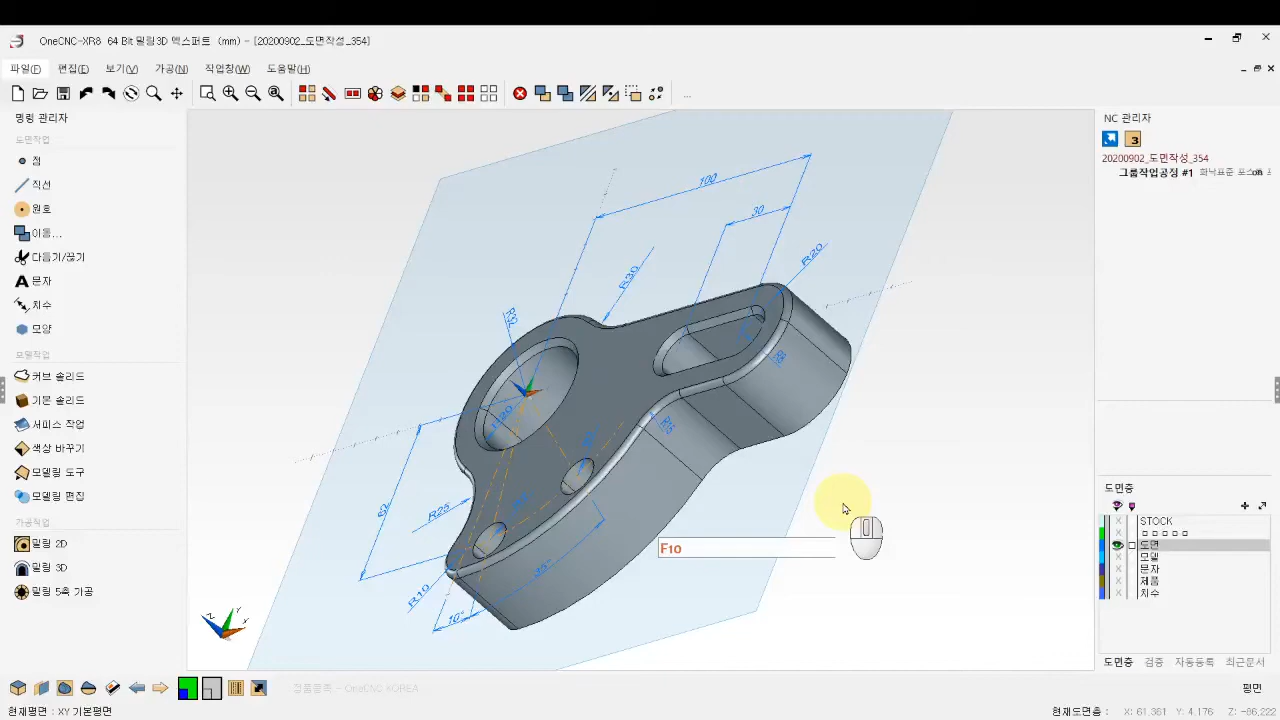 OneCNC-XR8 64 Bit 밀링3D 엑스퍼트 (mm) - [20200902_도면작성_354]
파일(F) 편집(E) 보기(V) 가공(N) 작업창(W) 도움말(H)
명령 관리자
도면작업
점
직선
원호
이동...
다듬기/끊기
문자
치수
모양
모델작업
커브 솔리드
기본 솔리드
서피스 작업
색상 바꾸기
모델링 도구
모델링 편집
가공작업
밀링 2D
밀링 3D
밀링 5축 가공
100
30
R20
R30
R32
R20
R25
R10
10°
35°
F10
NC 관리자
20200902_도면작성_354
그룹작업공정 #1
도면층
STOCK
도면
모델
문자
제품
치수
도면층 검증 자동등록 최근문서
평면
현재평면 : XY 기본평면
현재도면층 : X: 61.361 Y: 4.176 Z: -86.222